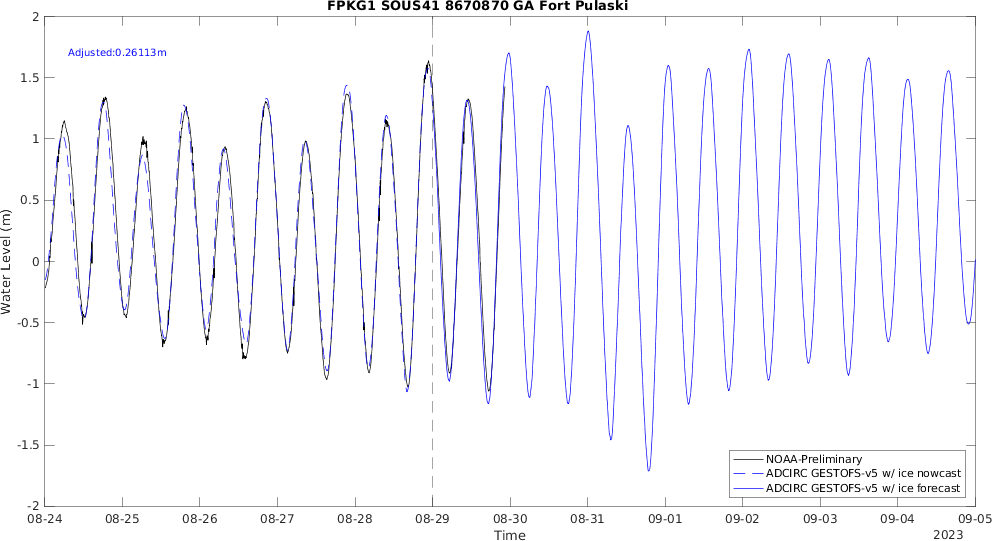 FPKG1 SOUS41 8670870 GA Fort Pulaski
Adjusted:0.26113m
Water Level (m)
2
1.5
1
0.5
0
-0.5
-1
-1.5
-2
NOAA-Preliminary
ADCIRC GESTOFS-v5 w/ ice nowcast
ADCIRC GESTOFS-v5 w/ ice forecast
08-24 08-25 08-26 08-27 08-28 08-29 08-30 08-31 09-01 09-02 09-03 09-04 09-05
Time
2023